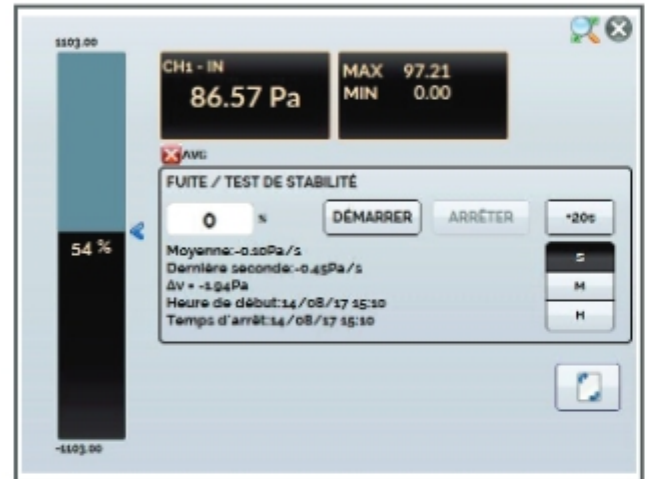 1103.00
CH1 - IN
86.57 Pa
MAX 97.21
MIN 0.00
AVG
FUITE / TEST DE STABILITÉ
0 s
DÉMARRER
ARRÊTER
+20s
54 %
Moyenne:-0.10Pa/s
Dernière seconde:-0.45Pa/s
Δv = -1.94Pa
Heure de début:14/08/17 15:10
Temps d'arrêt:14/08/17 15:10
S
M
H
-1103.00